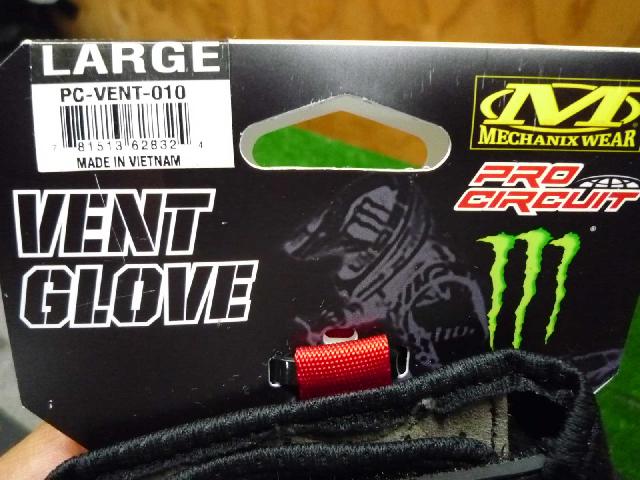 LARGE
PC-VENT-010
7 81513 62832 4
MADE IN VIETNAM
VENT
GLOVE
M
MECHANIX WEAR
PRO
CIRCUIT